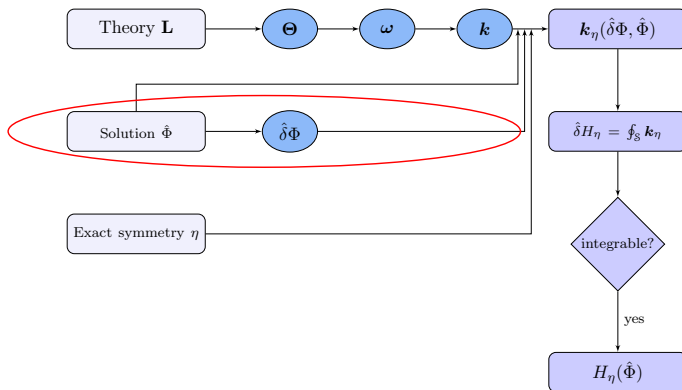 Theory L
Θ
ω
k
k_η(δ̂Φ, Φ̂)
Solution Φ̂
δ̂Φ
δ̂H_η = ∮_S k_η
Exact symmetry η
integrable?
yes
H_η(Φ̂)